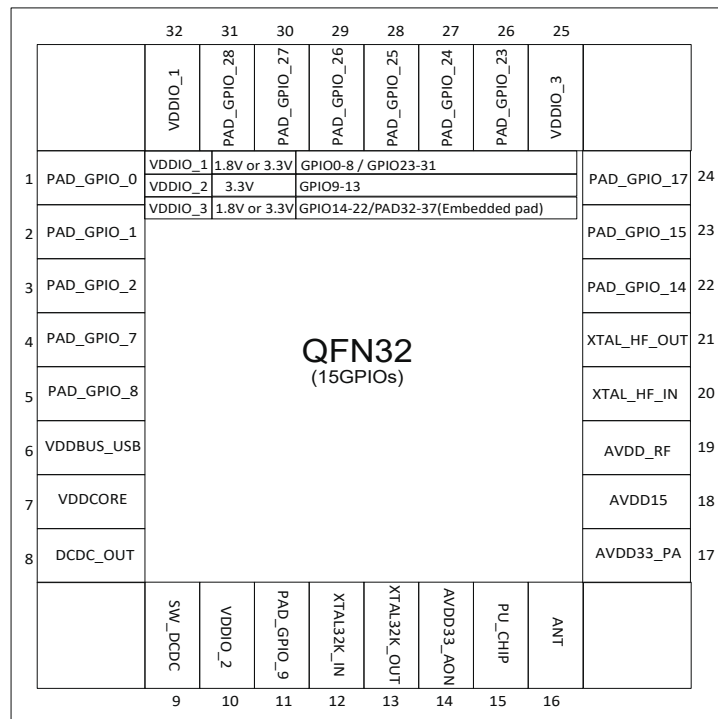 32 31 30 29 28 27 26 25
VDDIO_1
PAD_GPIO_28
PAD_GPIO_27
PAD_GPIO_26
PAD_GPIO_25
PAD_GPIO_24
PAD_GPIO_23
VDDIO_3
VDDIO_1 1.8V or 3.3V GPIO0-8 / GPIO23-31
VDDIO_2 3.3V GPIO9-13
VDDIO_3 1.8V or 3.3V GPIO14-22/PAD32-37(Embedded pad)
1 PAD_GPIO_0
2 PAD_GPIO_1
3 PAD_GPIO_2
4 PAD_GPIO_7
5 PAD_GPIO_8
6 VDDBUS_USB
7 VDDCORE
8 DCDC_OUT
QFN32
(15GPIOs)
PAD_GPIO_17 24
PAD_GPIO_15 23
PAD_GPIO_14 22
XTAL_HF_OUT 21
XTAL_HF_IN 20
AVDD_RF 19
AVDD15 18
AVDD33_PA 17
SW_DCDC
VDDIO_2
PAD_GPIO_9
XTAL32K_IN
XTAL32K_OUT
AVDD33_AON
PU_CHIP
ANT
9 10 11 12 13 14 15 16